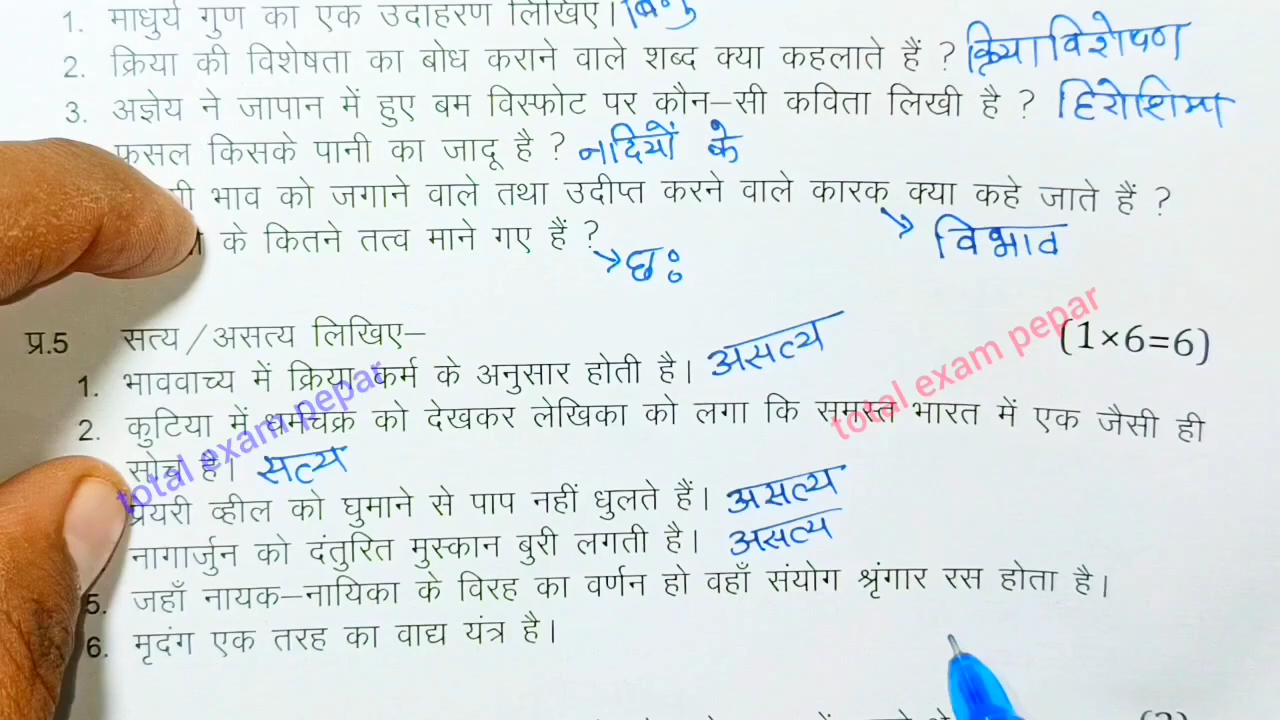 1. माधुर्य गुण का एक उदाहरण लिखिए।
2. क्रिया की विशेषता का बोध कराने वाले शब्द क्या कहलाते हैं ? क्रियाविशेषण
3. अज्ञेय ने जापान में हुए बम विस्फोट पर कौन–सी कविता लिखी है ? हिरोशिमा
फसल किसके पानी का जादू है ? नदियों के
भाव को जगाने वाले तथा उदीप्त करने वाले कारक क्या कहे जाते हैं ?
विभाव
के कितने तत्व माने गए हैं ?
छः
प्र.5 सत्य/असत्य लिखिए– (1×6=6)
1. भाववाच्य में क्रिया कर्म के अनुसार होती है। असत्य
2. कुटिया में धर्मचक्र को देखकर लेखिका को लगा कि समस्त भारत में एक जैसी ही
सोच है। सत्य
प्रेयरी व्हील को घुमाने से पाप नहीं धुलते हैं। असत्य
नागार्जुन को दंतुरित मुस्कान बुरी लगती है। असत्य
5. जहाँ नायक–नायिका के विरह का वर्णन हो वहाँ संयोग श्रृंगार रस होता है।
6. मृदंग एक तरह का वाद्य यंत्र है।
total exam pepar
total exam pepar